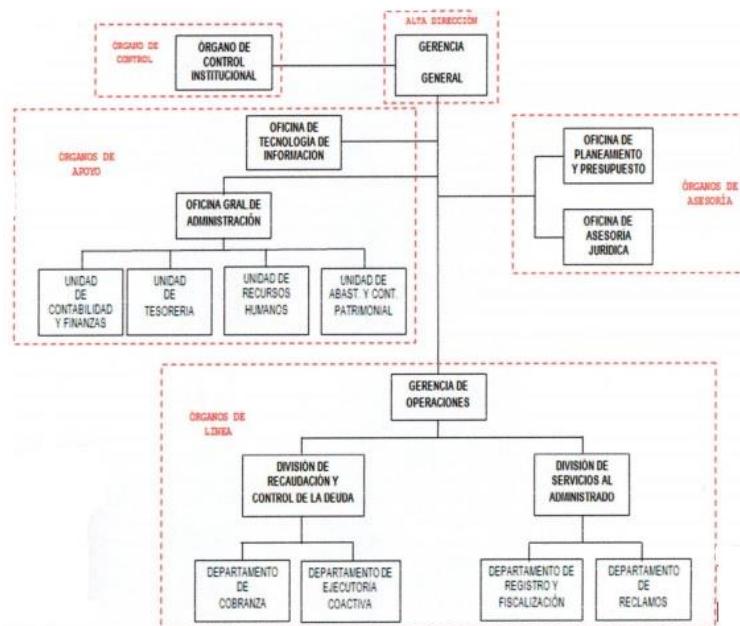 ALTA DIRECCIÓN
ÓRGANO DE
CONTROL
ÓRGANO DE
CONTROL
INSTITUCIONAL
GERENCIA
GENERAL
ÓRGANOS DE
APOYO
OFICINA DE
TECNOLOGÍA DE
INFORMACION
OFICINA GRAL DE
ADMINISTRACIÓN
UNIDAD
DE
CONTABILIDAD
Y FINANZAS
UNIDAD
DE
TESORERIA
UNIDAD DE
RECURSOS
HUMANOS
UNIDAD DE
ABAST. Y CONT.
PATRIMONIAL
OFICINA DE
PLANEAMIENTO
Y PRESUPUESTO
OFICINA DE
ASESORÍA
JURÍDICA
ÓRGANOS DE
ASESORÍA
ÓRGANOS DE
LINEA
GERENCIA DE
OPERACIONES
DIVISIÓN DE
RECAUDACIÓN Y
CONTROL DE LA DEUDA
DIVISIÓN DE
SERVICIOS AL
ADMINISTRADO
DEPARTAMENTO
DE
COBRANZA
DEPARTAMENTO DE
EJECUTORÍA
COACTIVA
DEPARTAMENTO DE
REGISTRO Y
FISCALIZACIÓN
DEPARTAMENTO
DE
RECLAMOS